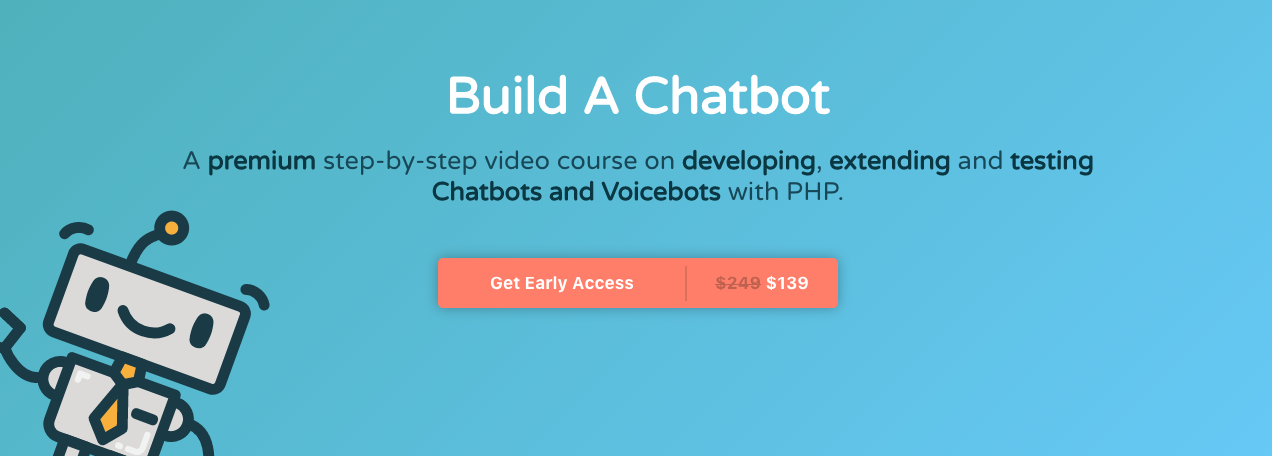 Build A Chatbot
A premium step-by-step video course on developing, extending and testing
Chatbots and Voicebots with PHP.
Get Early Access $249 $139